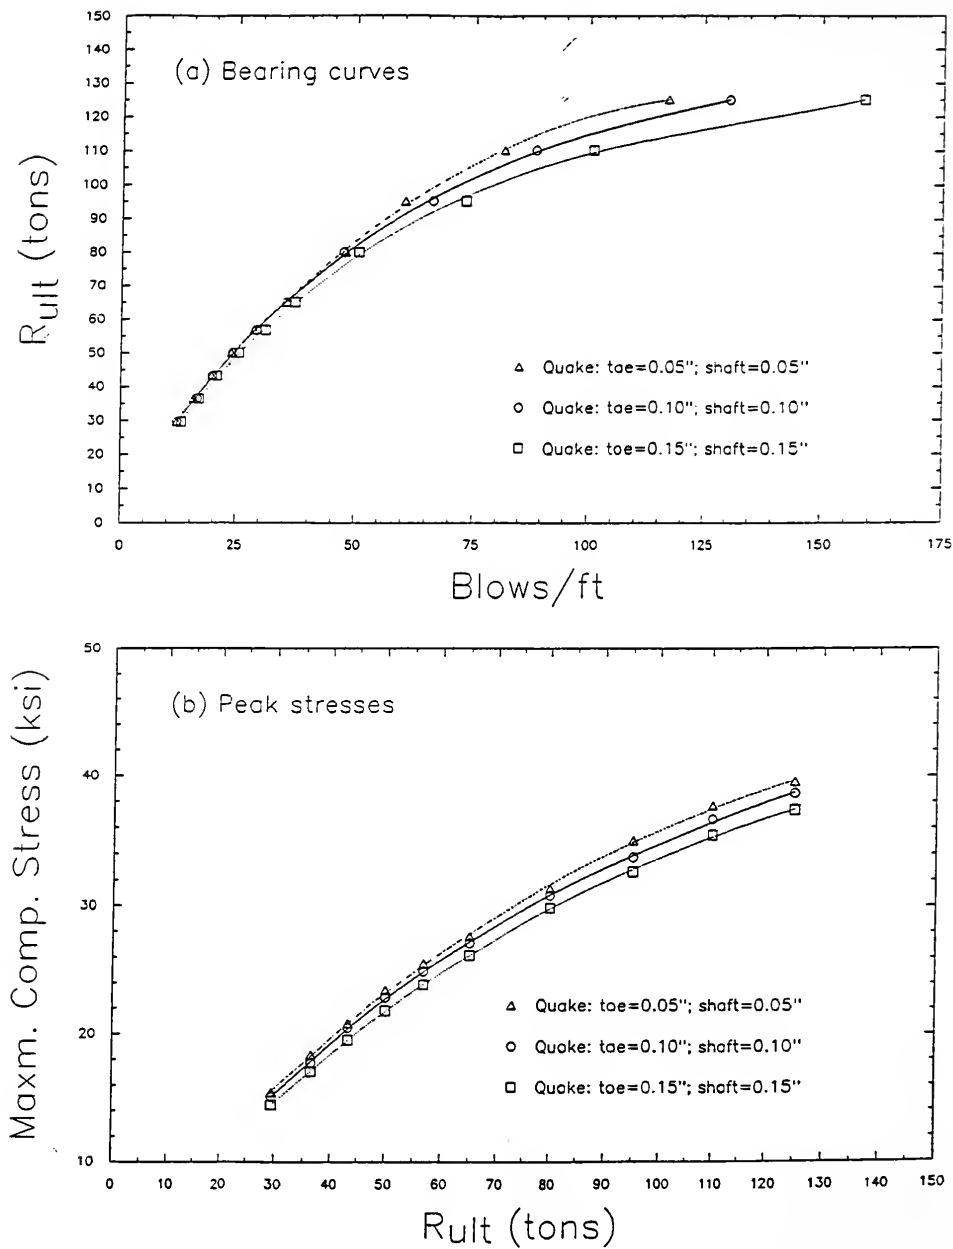 150
140
130
120
110
100
90
80
70
60
50
40
30
20
10
0
Rult (tons)
(a) Bearing curves
Quake: toe=0.05"; shaft=0.05"
Quake: toe=0.10"; shaft=0.10"
Quake: toe=0.15"; shaft=0.15"
0 25 50 75 100 125 150 175
Blows/ft
50
40
30
20
10
Maxm. Comp. Stress (ksi)
(b) Peak stresses
Quake: toe=0.05"; shaft=0.05"
Quake: toe=0.10"; shaft=0.10"
Quake: toe=0.15"; shaft=0.15"
0 10 20 30 40 50 60 70 80 90 100 110 120 130 140 150
Rult (tons)